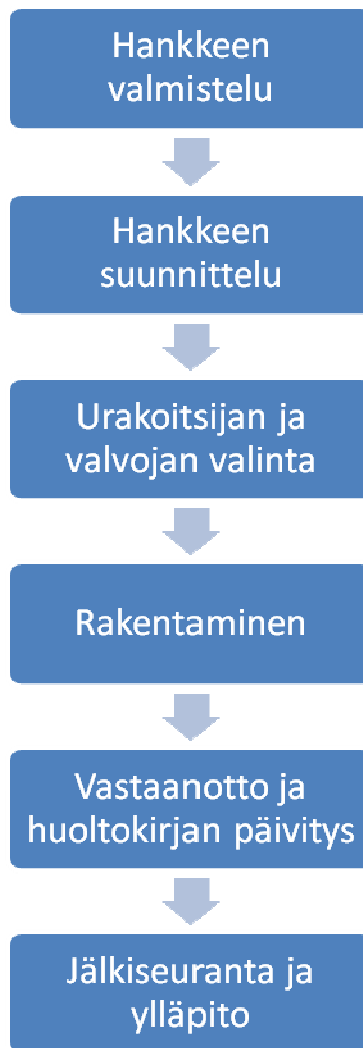 Hankkeen
valmistelu
Hankkeen
suunnittelu
Urakoitsijan ja
valvojan valinta
Rakentaminen
Vastaanotto ja
huoltokirjan päivitys
Jälkiseuranta ja
ylläpito